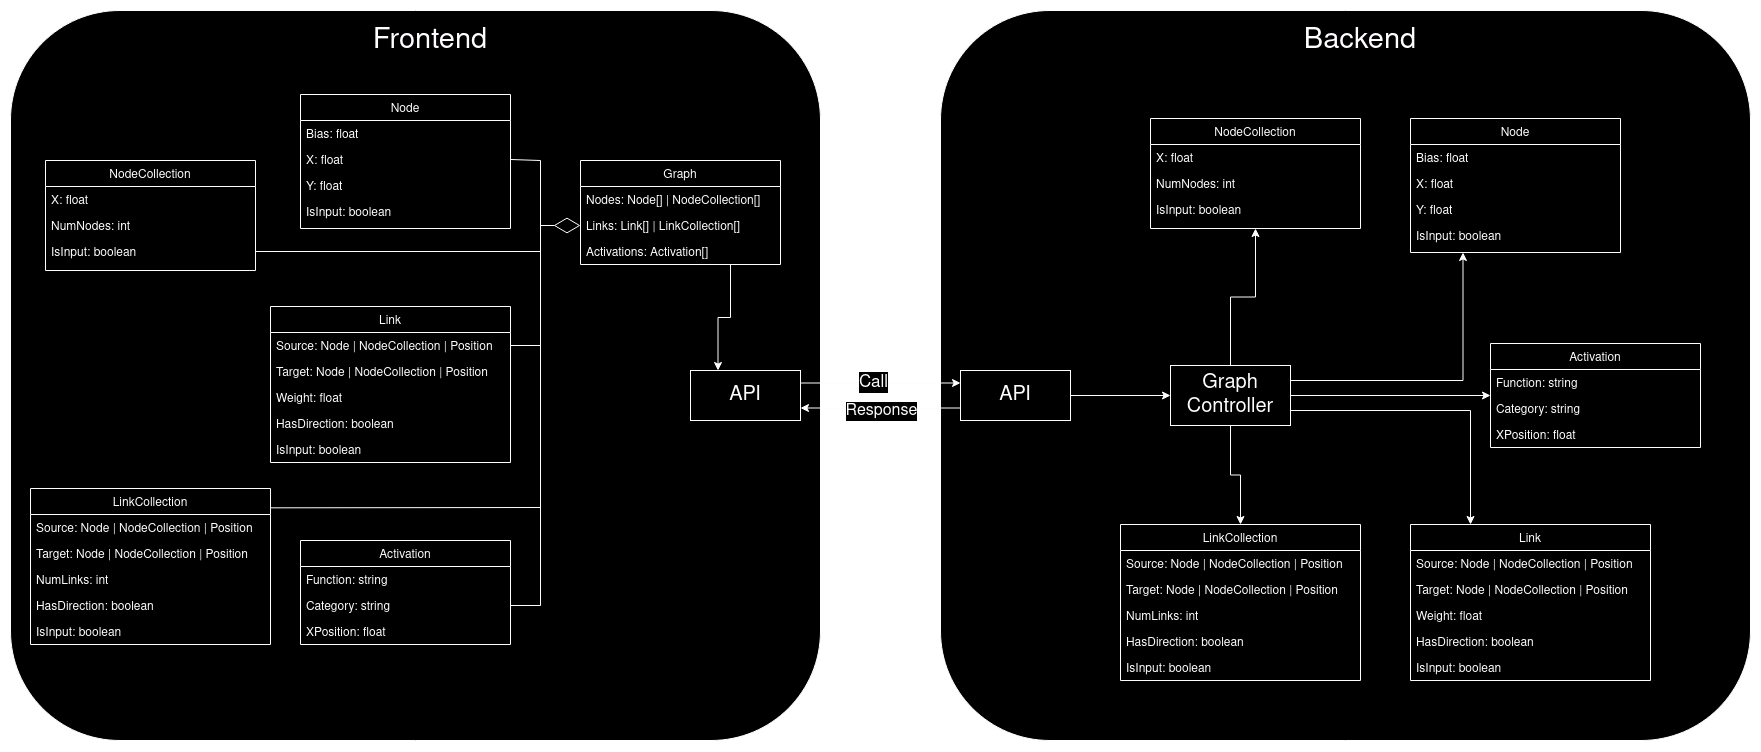 Frontend
Node
Bias: float
X: float
Y: float
IsInput: boolean
NodeCollection
X: float
NumNodes: int
IsInput: boolean
Graph
Nodes: Node[] | NodeCollection[]
Links: Link[] | LinkCollection[]
Activations: Activation[]
Link
Source: Node | NodeCollection | Position
Target: Node | NodeCollection | Position
Weight: float
HasDirection: boolean
IsInput: boolean
LinkCollection
Source: Node | NodeCollection | Position
Target: Node | NodeCollection | Position
NumLinks: int
HasDirection: boolean
IsInput: boolean
Activation
Function: string
Category: string
XPosition: float
API
Call
Response
Backend
NodeCollection
X: float
NumNodes: int
IsInput: boolean
Node
Bias: float
X: float
Y: float
IsInput: boolean
API
Graph
Controller
Activation
Function: string
Category: string
XPosition: float
LinkCollection
Source: Node | NodeCollection | Position
Target: Node | NodeCollection | Position
NumLinks: int
HasDirection: boolean
IsInput: boolean
Link
Source: Node | NodeCollection | Position
Target: Node | NodeCollection | Position
Weight: float
HasDirection: boolean
IsInput: boolean